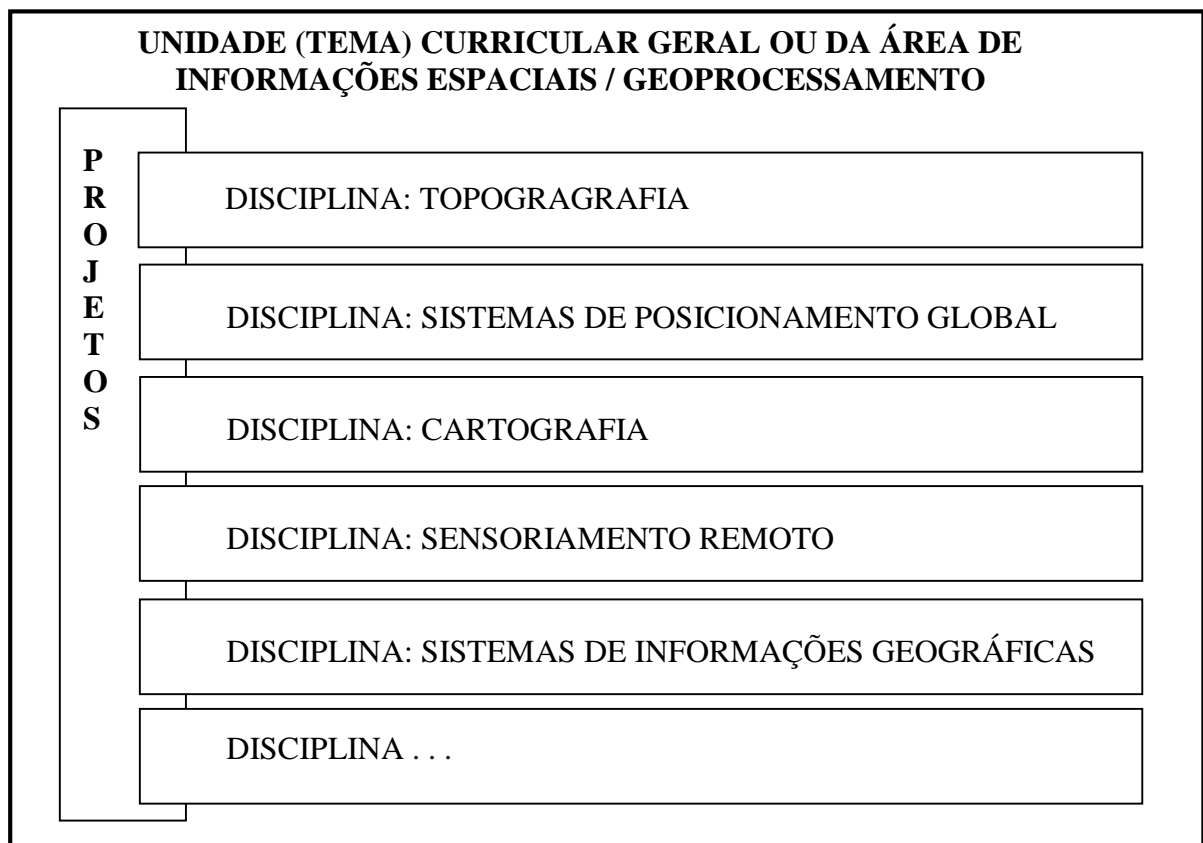 UNIDADE (TEMA) CURRICULAR GERAL OU DA ÁREA DE
INFORMAÇÕES ESPACIAIS / GEOPROCESSAMENTO
P
R
O
J
E
T
O
S
DISCIPLINA: TOPOGRAGRAFIA
DISCIPLINA: SISTEMAS DE POSICIONAMENTO GLOBAL
DISCIPLINA: CARTOGRAFIA
DISCIPLINA: SENSORIAMENTO REMOTO
DISCIPLINA: SISTEMAS DE INFORMAÇÕES GEOGRÁFICAS
DISCIPLINA . . .